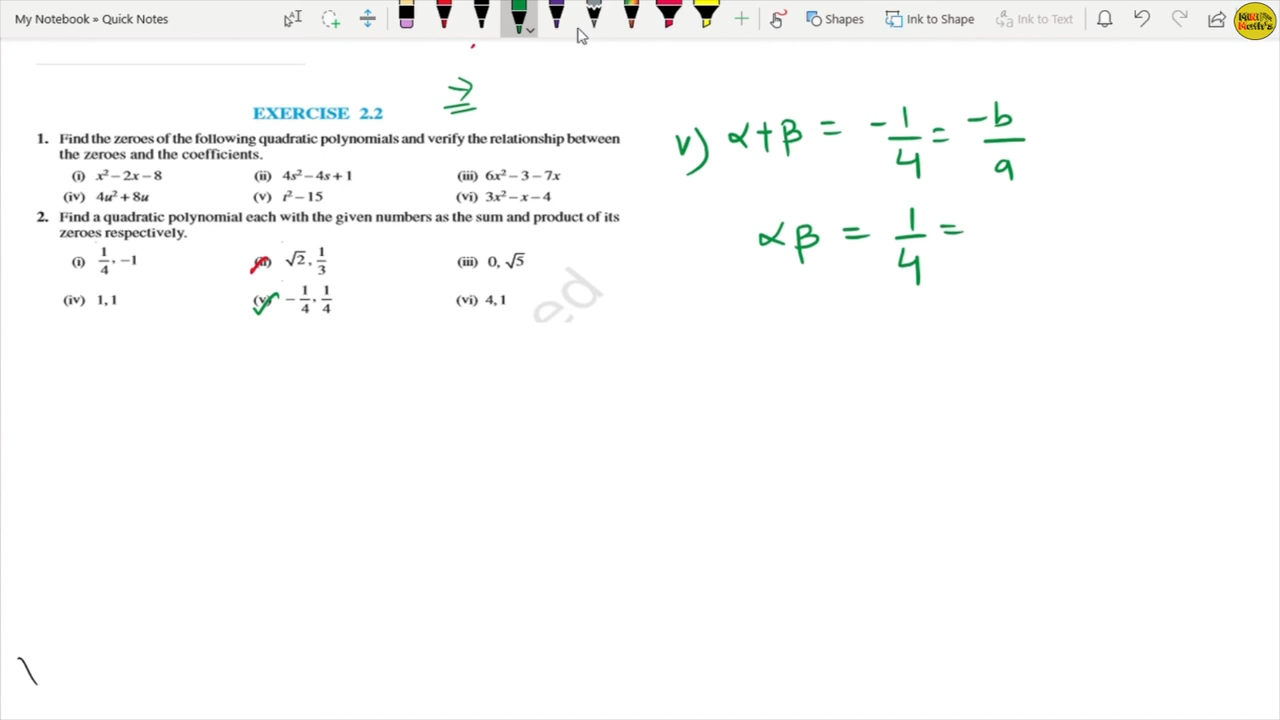 My Notebook » Quick Notes
Shapes
Ink to Shape
Ink to Text
→
EXERCISE 2.2
1. Find the zeroes of the following quadratic polynomials and verify the relationship between
the zeroes and the coefficients.
(i) x² – 2x – 8 (ii) 4s² – 4s + 1 (iii) 6x² – 3 – 7x
(iv) 4u² + 8u (v) t² – 15 (vi) 3x² – x – 4
2. Find a quadratic polynomial each with the given numbers as the sum and product of its
zeroes respectively.
(i) 1/4, –1 (ii) √2, 1/3 (iii) 0, √5
(iv) 1, 1 (v) –1/4, 1/4 (vi) 4, 1
v) α+β = -1/4 = -b/a
αβ = 1/4 =